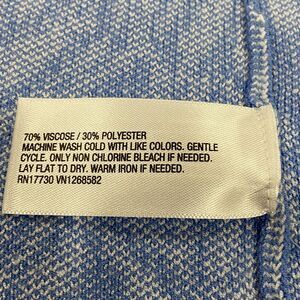 70% VISCOSE / 30% POLYESTER
MACHINE WASH COLD WITH LIKE COLORS. GENTLE
CYCLE. ONLY NON CHLORINE BLEACH IF NEEDED.
LAY FLAT TO DRY. WARM IRON IF NEEDED.
RN17730 VN1268582